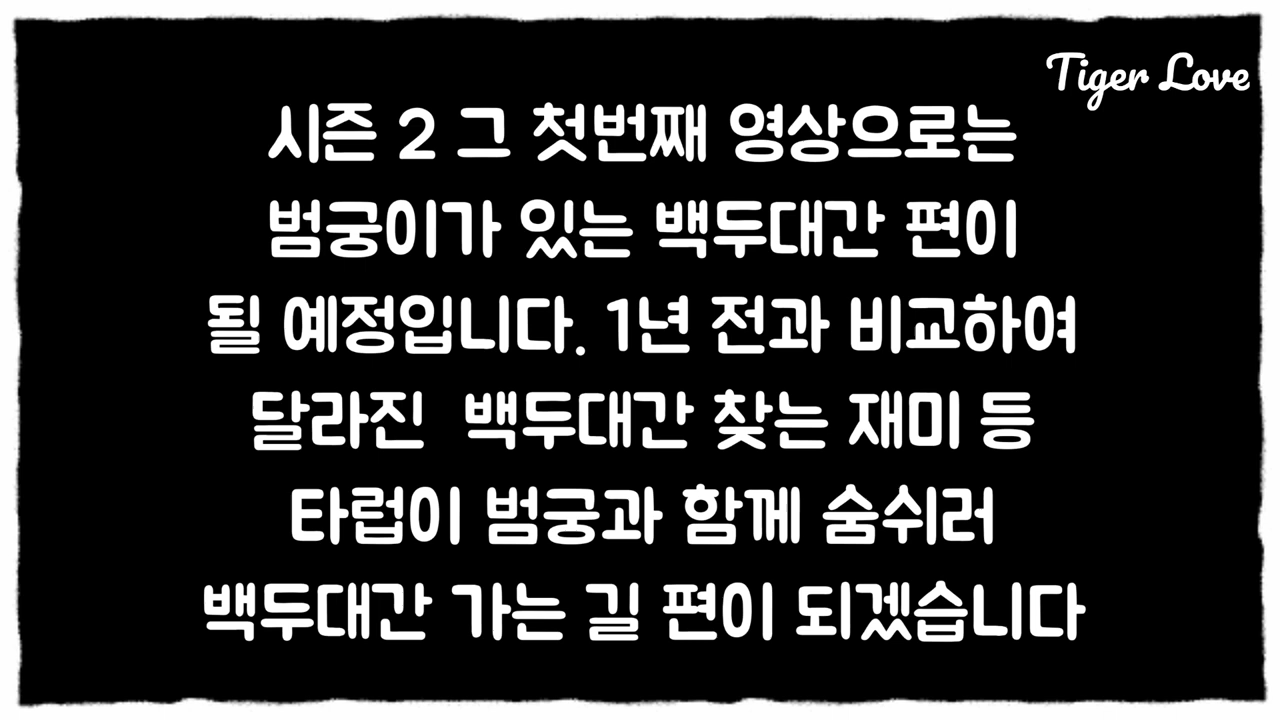 Tiger Love
시즌 2 그 첫번째 영상으로는
범궁이가 있는 백두대간 편이
될 예정입니다. 1년 전과 비교하여
달라진 백두대간 찾는 재미 등
타럽이 범궁과 함께 숨쉬러
백두대간 가는 길 편이 되겠습니다